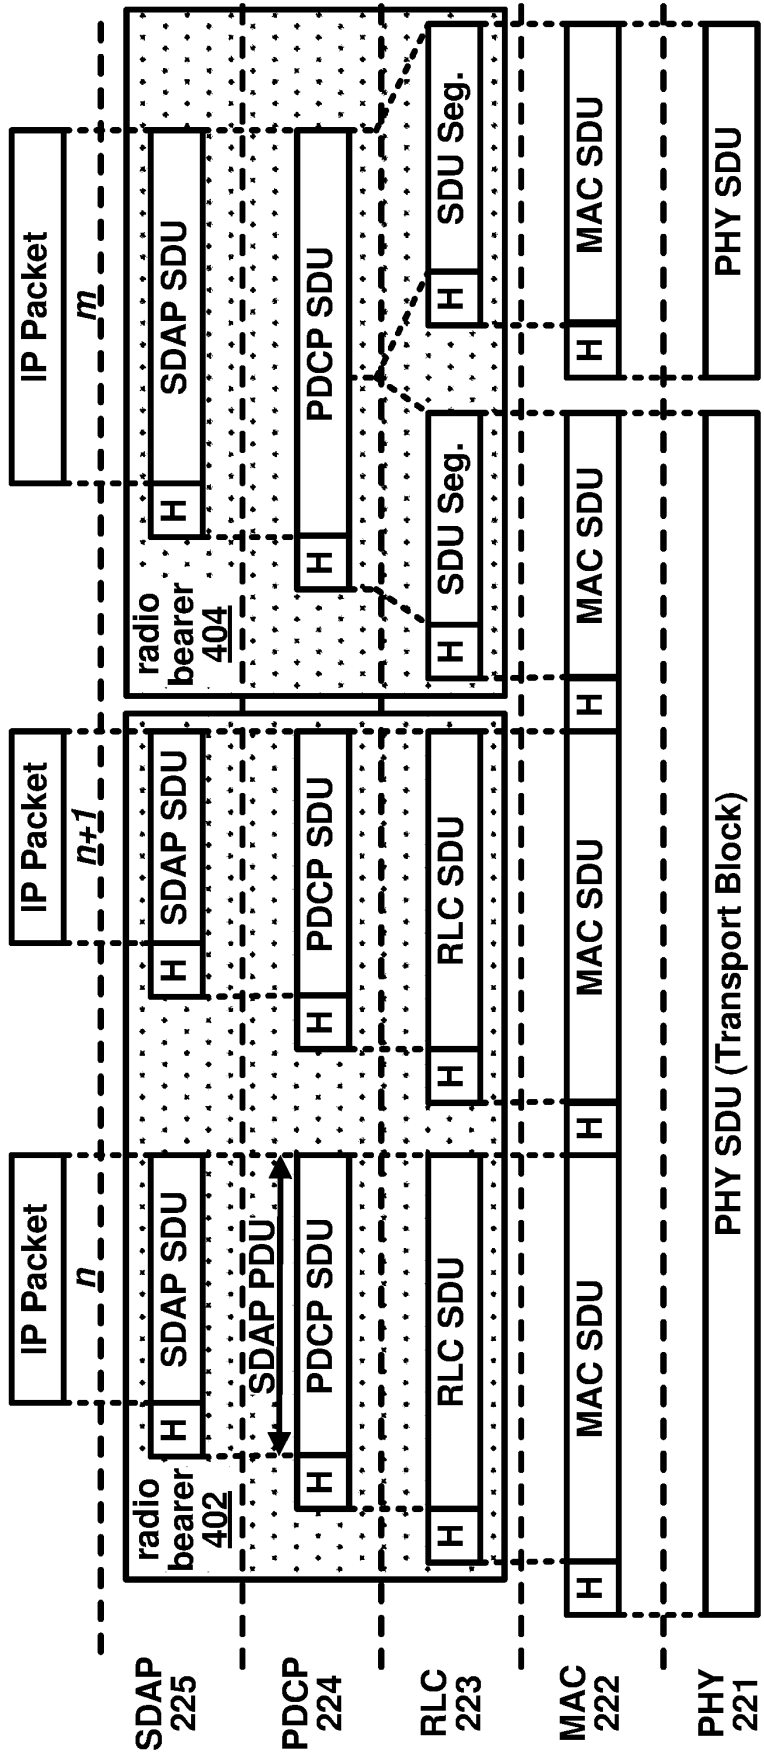 IP Packet
n
IP Packet
n+1
IP Packet
m
SDAP
225
radio
bearer
402
H
SDAP SDU
H
SDAP SDU
radio
bearer
404
H
SDAP SDU
SDAP PDU
PDCP
224
H
PDCP SDU
H
PDCP SDU
H
PDCP SDU
RLC
223
H
RLC SDU
H
RLC SDU
H
SDU Seg.
H
SDU Seg.
MAC
222
H
MAC SDU
H
MAC SDU
H
MAC SDU
H
MAC SDU
PHY
221
PHY SDU (Transport Block)
PHY SDU